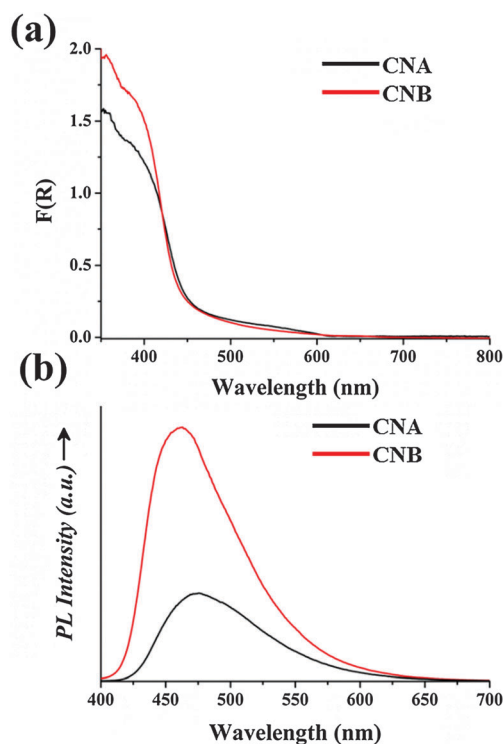 (a)
2.0
1.5
1.0
0.5
0.0
F(R)
CNA
CNB
400 500 600 700 800
Wavelength (nm)
(b)
CNA
CNB
PL Intensity (a.u.)
400 450 500 550 600 650 700
Wavelength (nm)